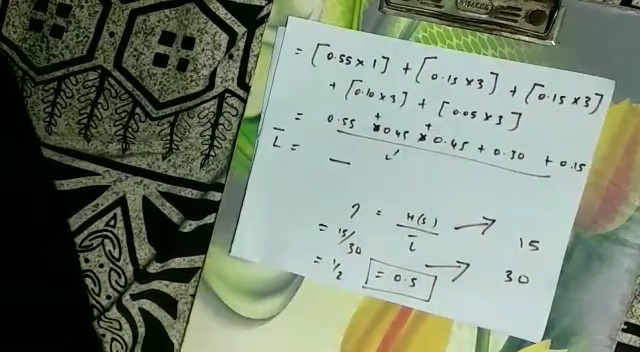 = [0.55 x 1] + [0.15 x 3] + [0.15 x 3]
+ [0.10 x 3] + [0.05 x 3]
= 0.55 + 0.45 + 0.45 + 0.30 + 0.15
L̅ = — ✓
η = H(s)/L̅ → 15
= 15/30
= 1/2 = 0.5 → 30